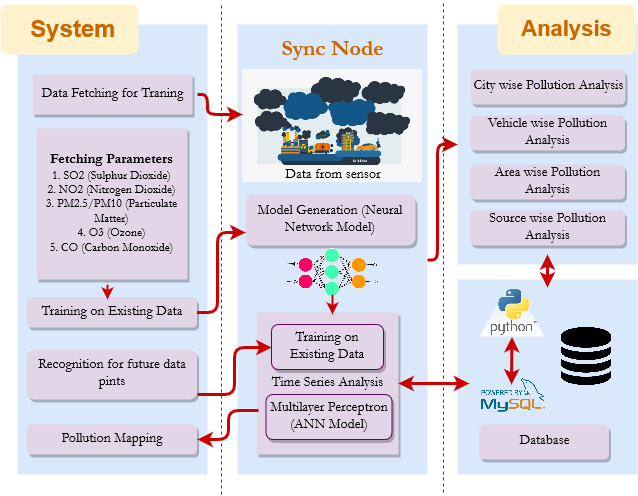 System
Data Fetching for Traning
Fetching Parameters
1. SO2 (Sulphur Dioxide)
2. NO2 (Nitrogen Dioxide)
3. PM2.5/PM10 (Particulate
Matter)
4. O3 (Ozone)
5. CO (Carbon Monoxide)
Training on Existing Data
Recognition for future data
pints
Pollution Mapping
Sync Node
Data from sensor
Model Generation (Neural
Network Model)
Training on
Existing Data
Time Series Analysis
Multilayer Perceptron
(ANN Model)
Analysis
City wise Pollution Analysis
Vehicle wise Pollution
Analysis
Area wise Pollution
Analysis
Source wise Pollution
Analysis
python
POWERED BY
MySQL
Database